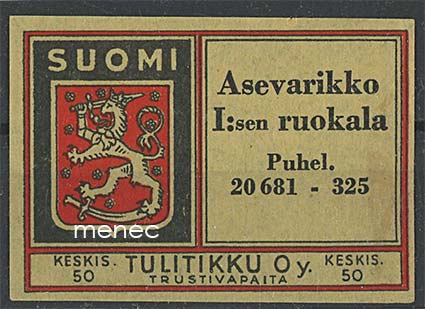 SUOMI
Asevarikko
I:sen ruokala
Puhel.
20 681 - 325
menec
KESKIS. 50
TULITIKKU Oy.
TRUSTIVAPAITA
KESKIS. 50